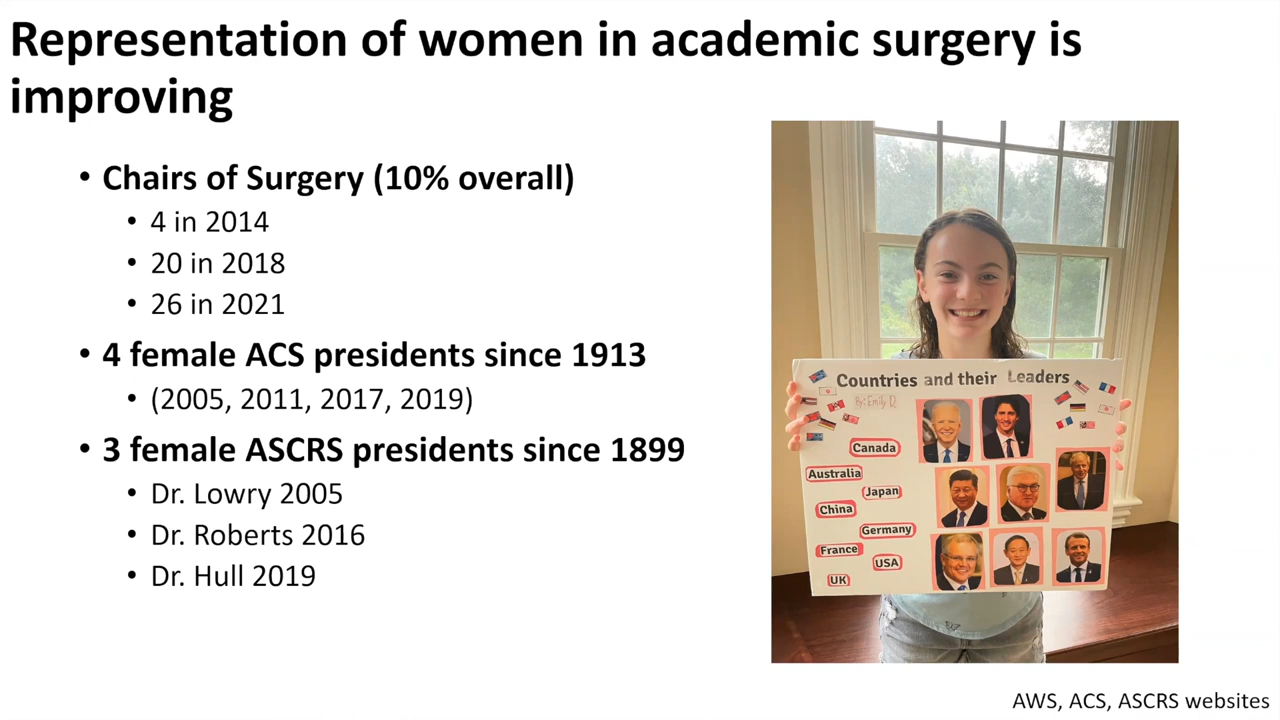 Representation of women in academic surgery is
improving
• Chairs of Surgery (10% overall)
• 4 in 2014
• 20 in 2018
• 26 in 2021
• 4 female ACS presidents since 1913
• (2005, 2011, 2017, 2019)
• 3 female ASCRS presidents since 1899
• Dr. Lowry 2005
• Dr. Roberts 2016
• Dr. Hull 2019
Countries and their Leaders
By: Emily D.
Canada
Australia
Japan
China
Germany
France
USA
UK
AWS, ACS, ASCRS websites